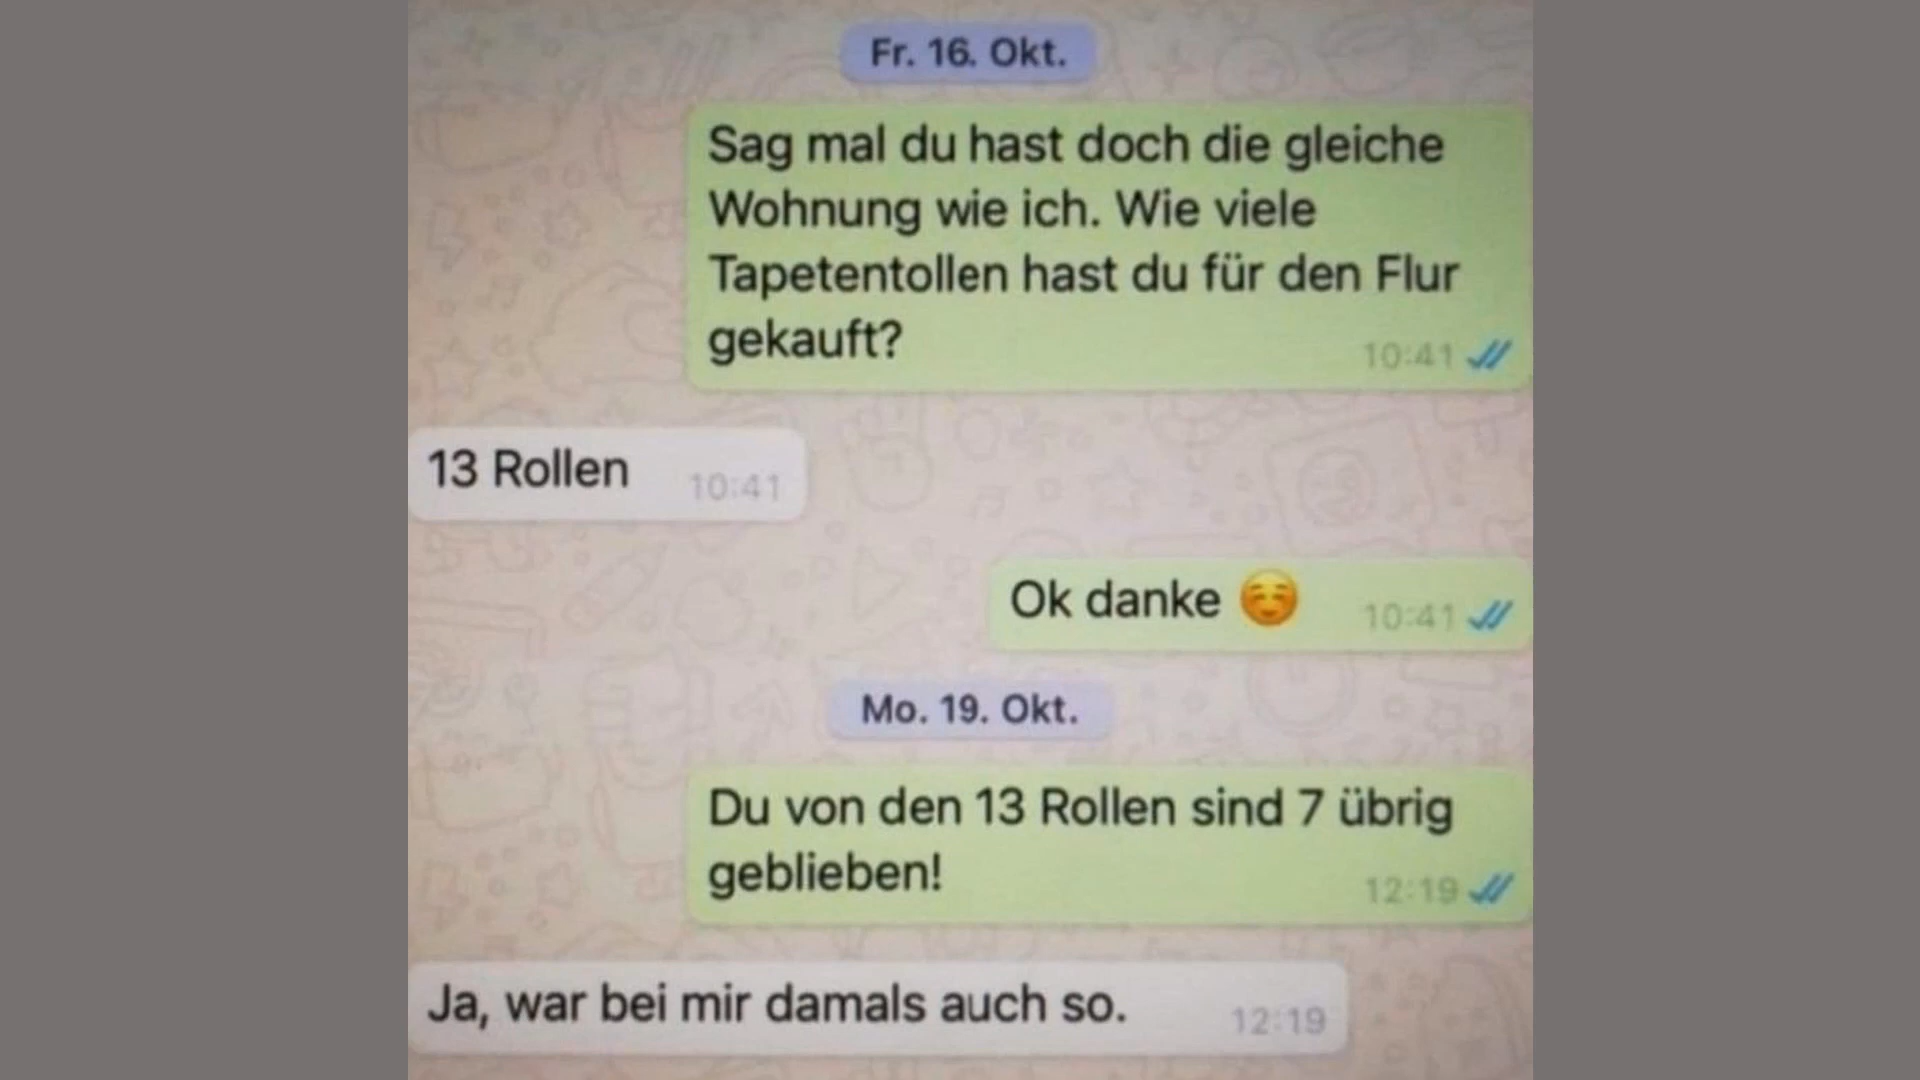 Fr. 16. Okt.
Sag mal du hast doch die gleiche
Wohnung wie ich. Wie viele
Tapetentollen hast du für den Flur
gekauft?
10:41
13 Rollen
10:41
Ok danke ☺️
10:41
Mo. 19. Okt.
Du von den 13 Rollen sind 7 übrig
geblieben!
12:19
Ja, war bei mir damals auch so.
12:19